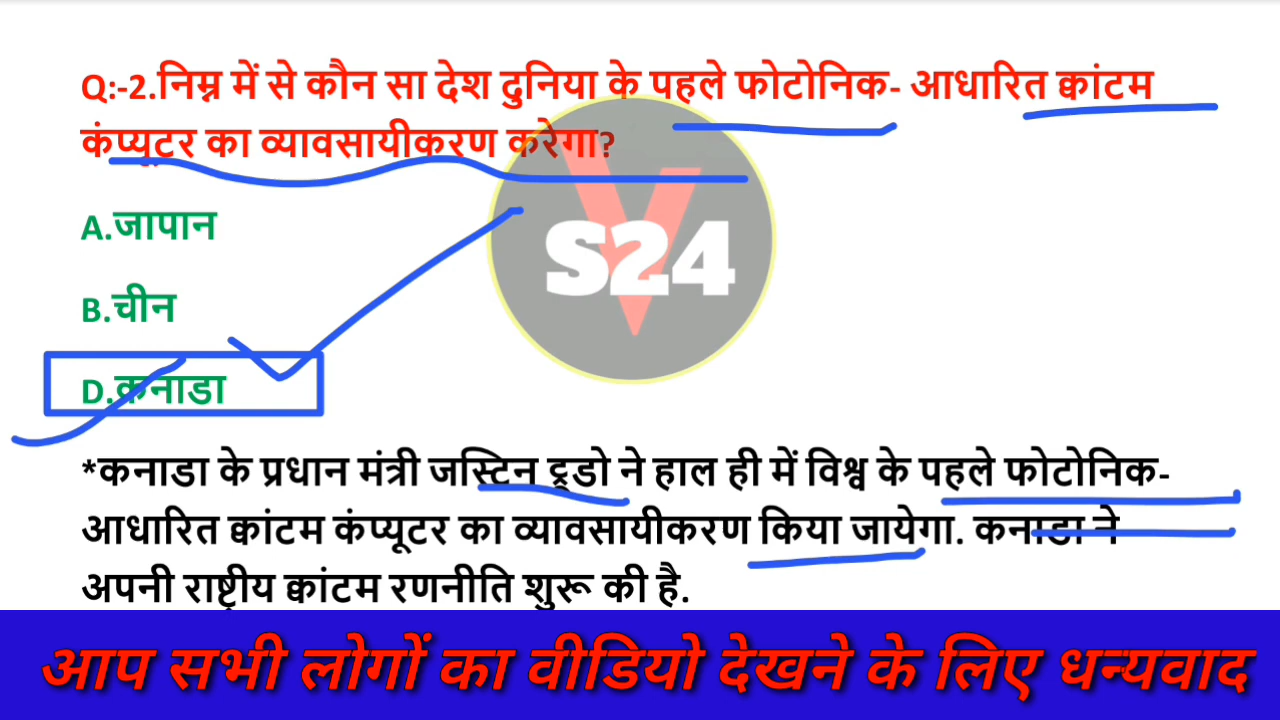 Q:-2.निम्न में से कौन सा देश दुनिया के पहले फोटोनिक- आधारित क्वांटम
कंप्यूटर का व्यावसायीकरण करेगा?
A.जापान
B.चीन
V
S24
D.कनाडा
*कनाडा के प्रधान मंत्री जस्टिन ट्रूडो ने हाल ही में विश्व के पहले फोटोनिक-
आधारित क्वांटम कंप्यूटर का व्यावसायीकरण किया जायेगा. कनाडा ने
अपनी राष्ट्रीय क्वांटम रणनीति शुरू की है.
आप सभी लोगों का वीडियो देखने के लिए धन्यवाद